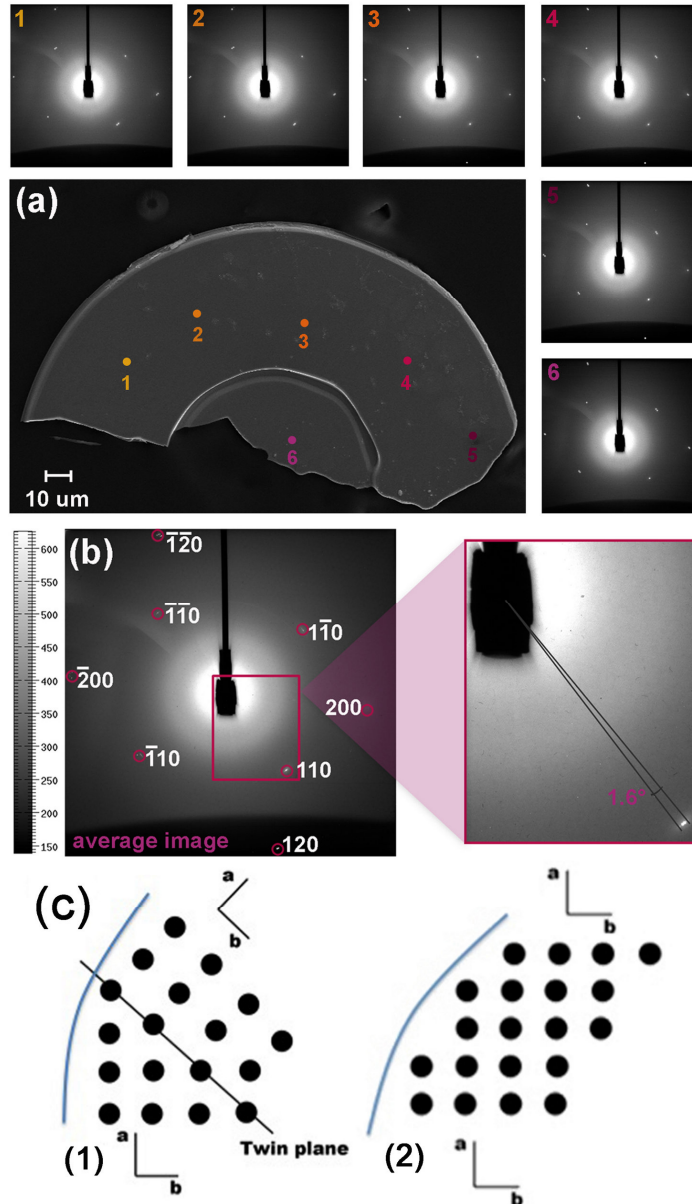 1
2
3
4
(a)
5
2
3
1
4
6
5
6
10 um
(b)
600
550
500
450
400
350
300
250
200
150
1̅2̅0
1̅1̅0
11̅0
2̅00
200
1̅10
110
120
average image
1.6°
(c)
a
b
a
b
Twin plane
a
b
(1)
a
b
(2)